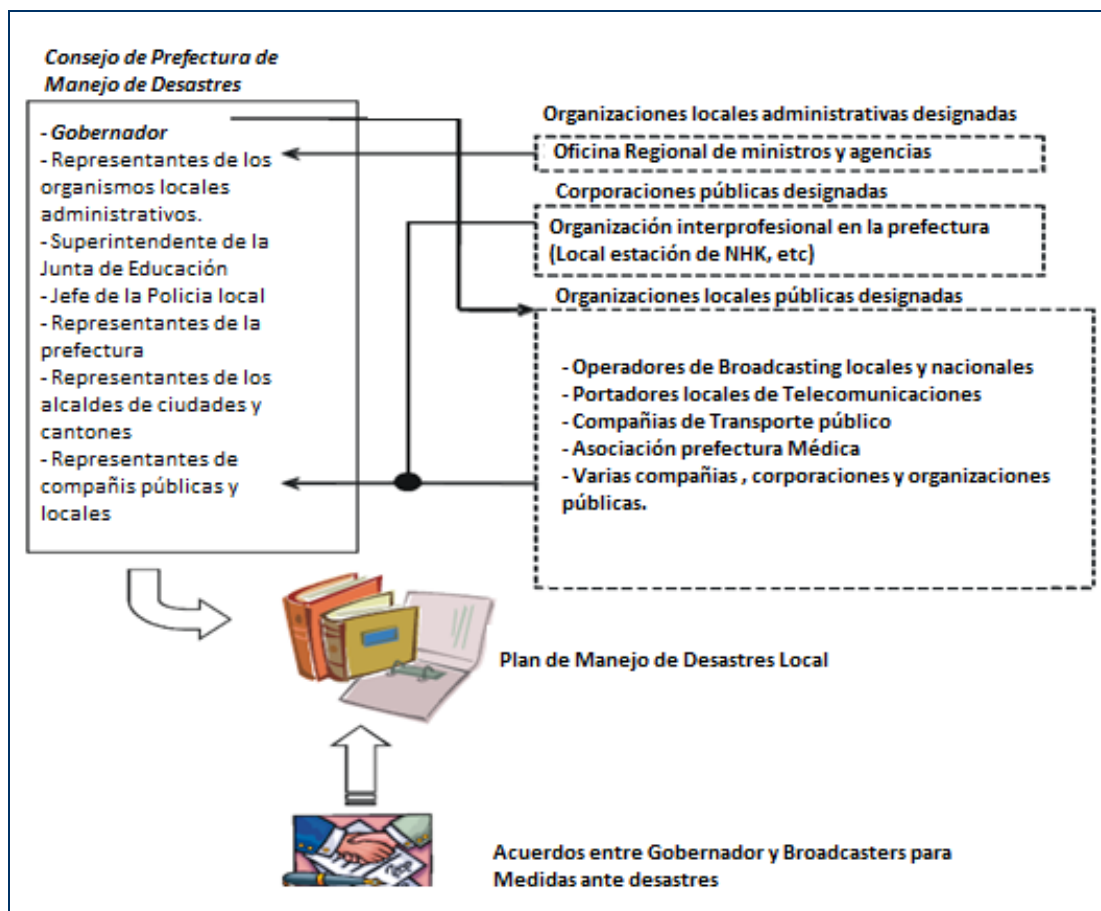 Consejo de Prefectura de
Manejo de Desastres
- Gobernador
- Representantes de los
organismos locales
administrativos.
- Superintendente de la
Junta de Educación
- Jefe de la Policia local
- Representantes de la
prefectura
- Representantes de los
alcaldes de ciudades y
cantones
- Representantes de
compañis públicas y
locales
Organizaciones locales administrativas designadas
Oficina Regional de ministros y agencias
Corporaciones públicas designadas
Organización interprofesional en la prefectura
(Local estación de NHK, etc)
Organizaciones locales públicas designadas
- Operadores de Broadcasting locales y nacionales
- Portadores locales de Telecomunicaciones
- Compañias de Transporte público
- Asociación prefectura Médica
- Varias compañias , corporaciones y organizaciones
públicas.
Plan de Manejo de Desastres Local
Acuerdos entre Gobernador y Broadcasters para
Medidas ante desastres